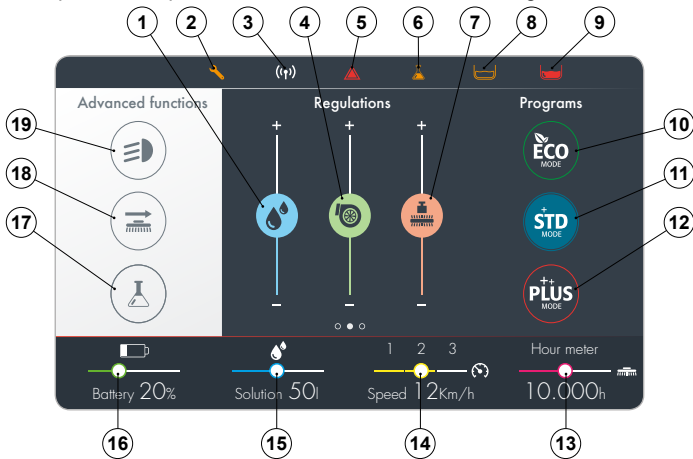 1
2
3
4
5
6
7
8
9
Advanced functions
Regulations
Programs
+
+
+
19
18
17
10
11
12
ECO
MODE
+
STD
MODE
++
PLUS
MODE
−
−
−
1 2 3
Hour meter
Battery 20%
Solution 50l
Speed 12Km/h
10.000h
16
15
14
13